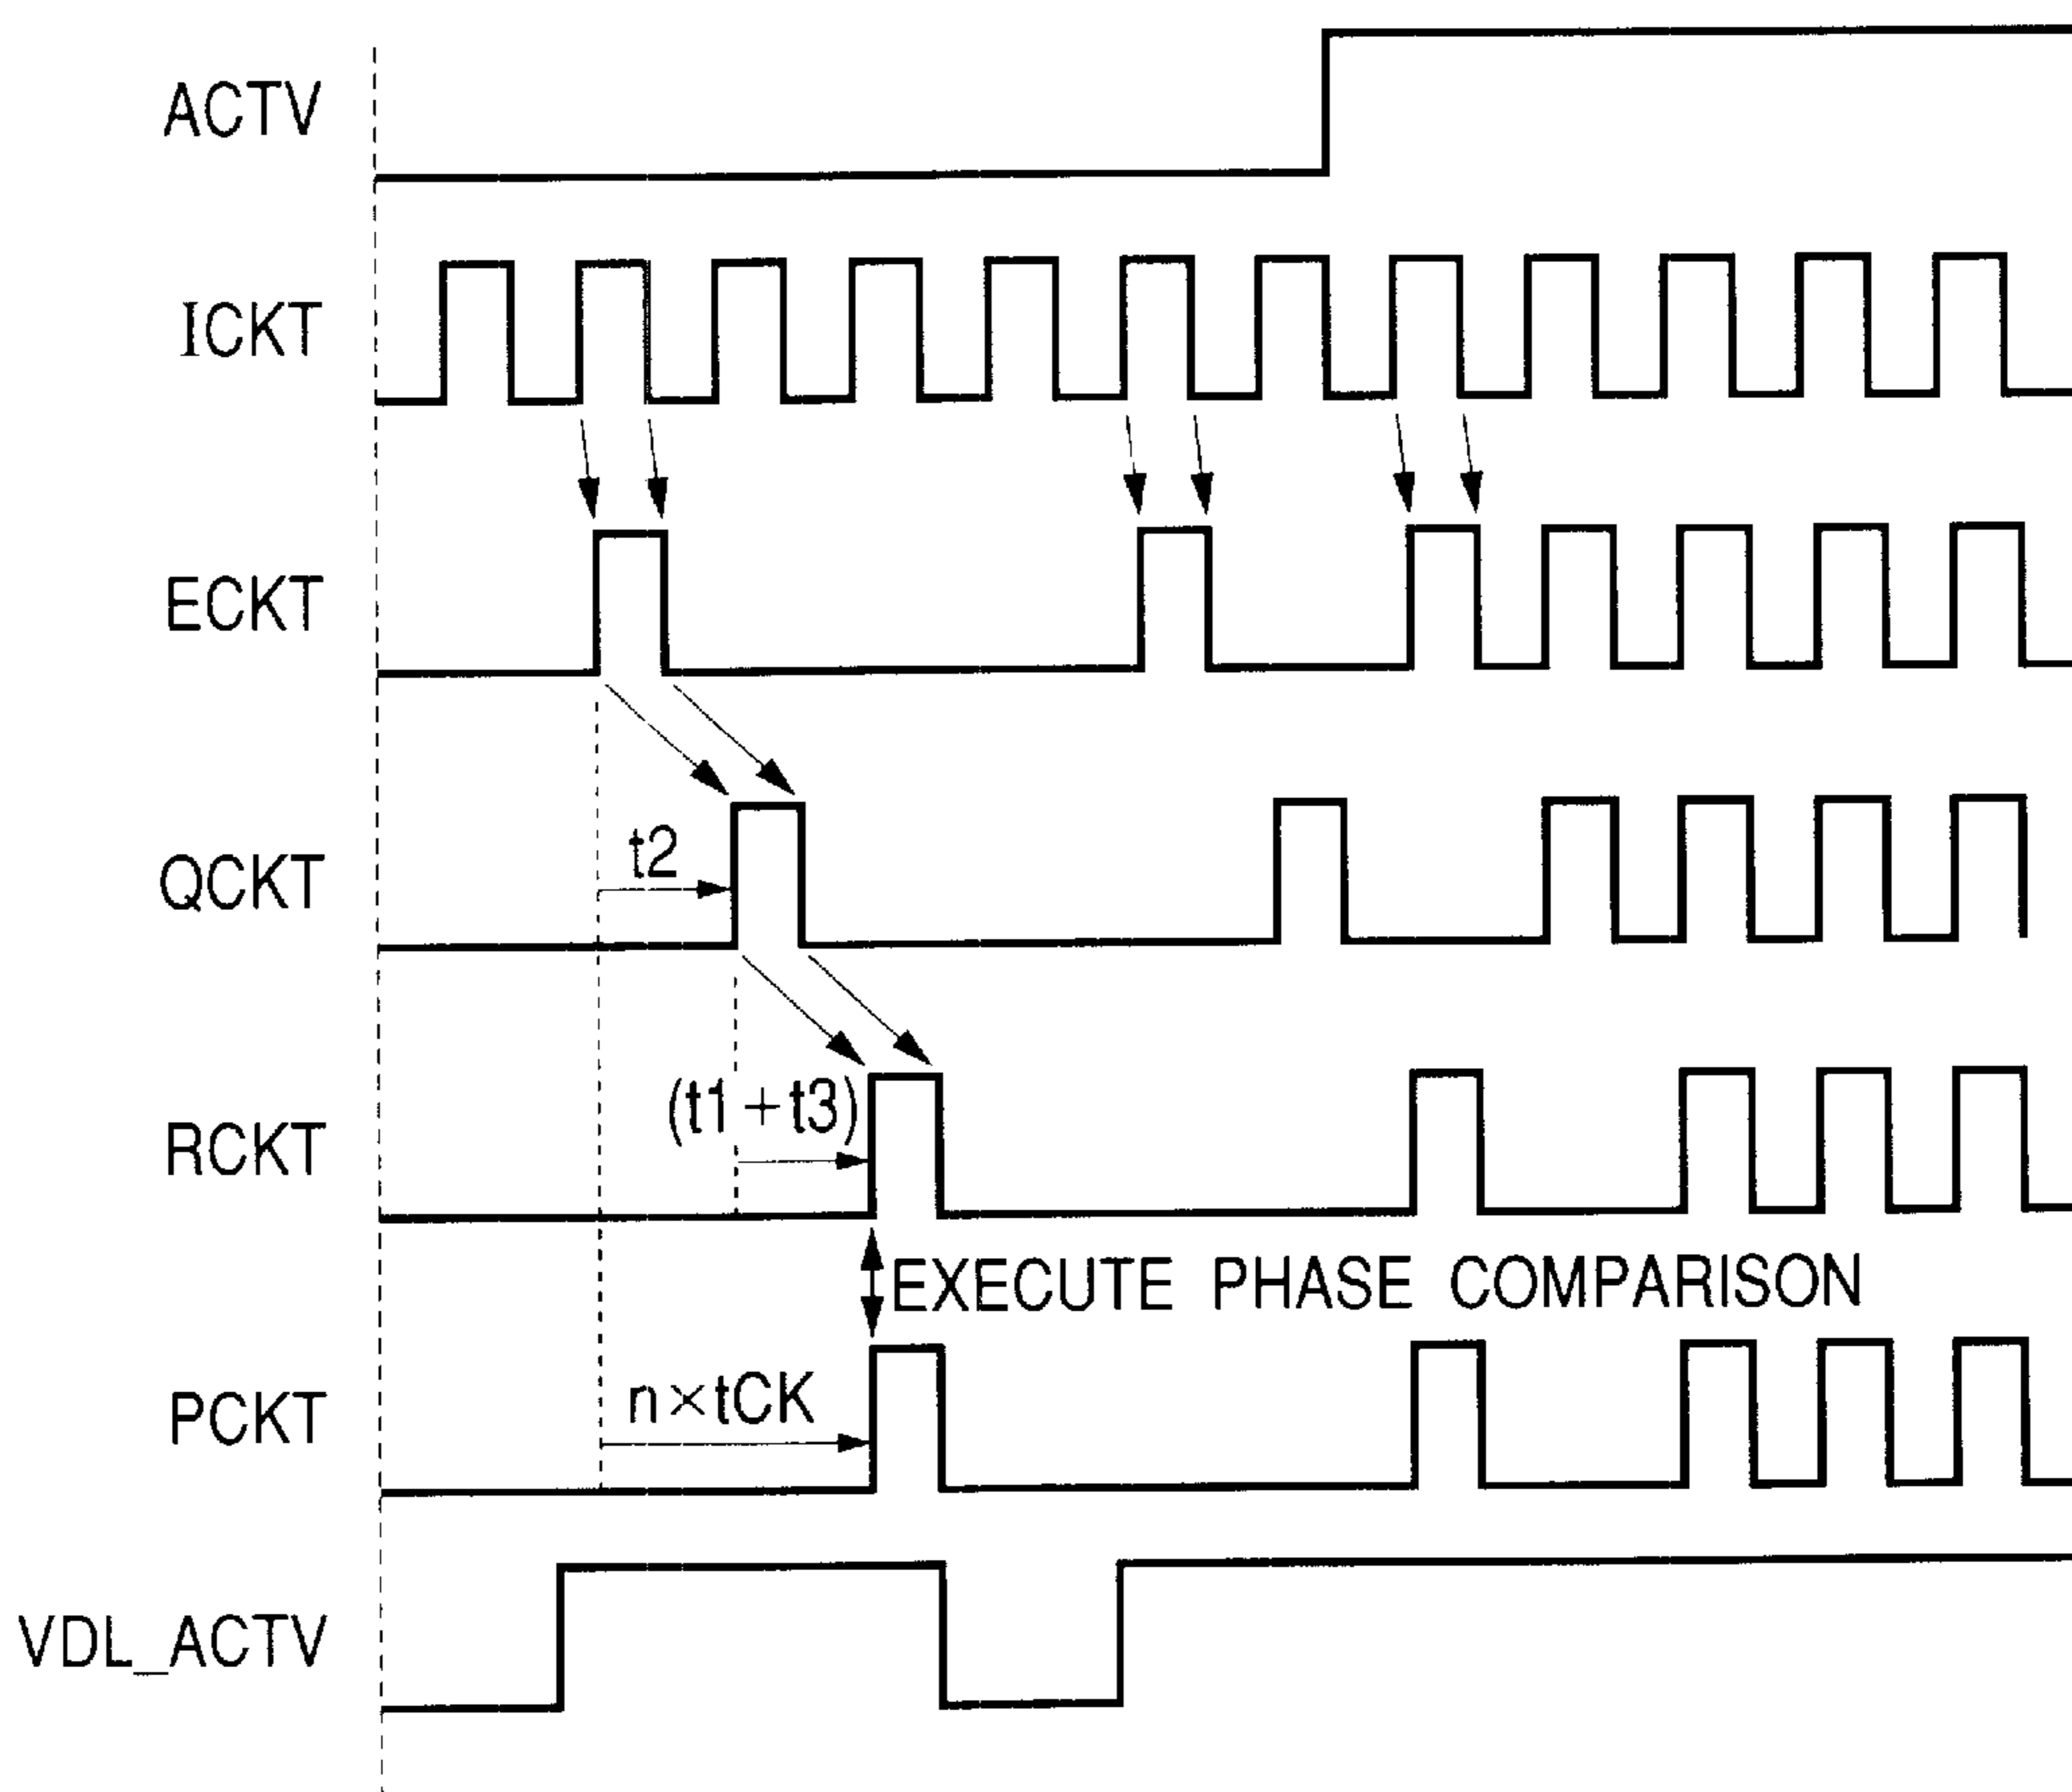 ACTV
ICKT
ECKT
QCKT
t2
RCKT
(t1+t3)
EXECUTE PHASE COMPARISON
PCKT
n×tCK
VDL_ACTV